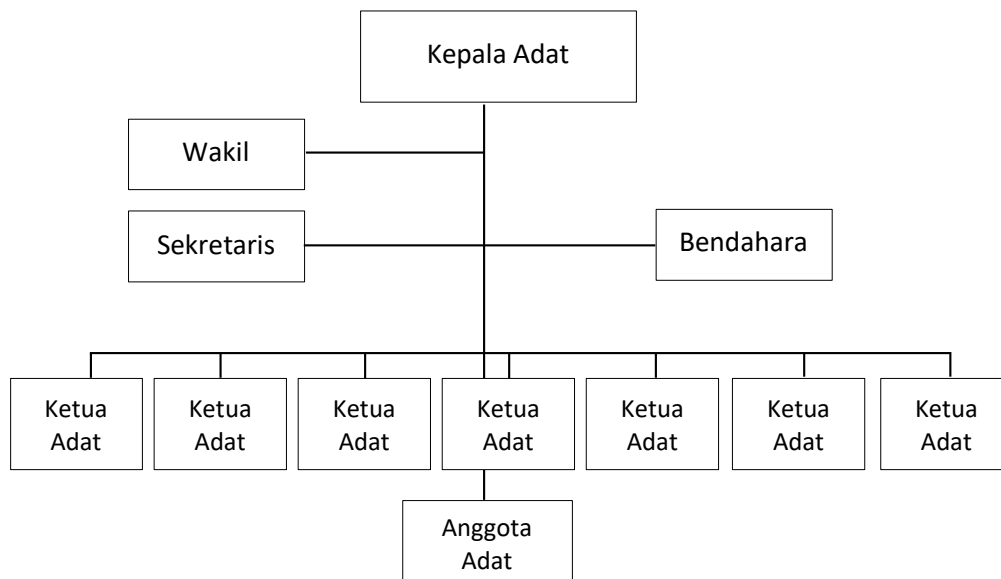 Kepala Adat
Wakil
Sekretaris
Bendahara
Ketua
Adat
Ketua
Adat
Ketua
Adat
Ketua
Adat
Ketua
Adat
Ketua
Adat
Ketua
Adat
Anggota
Adat